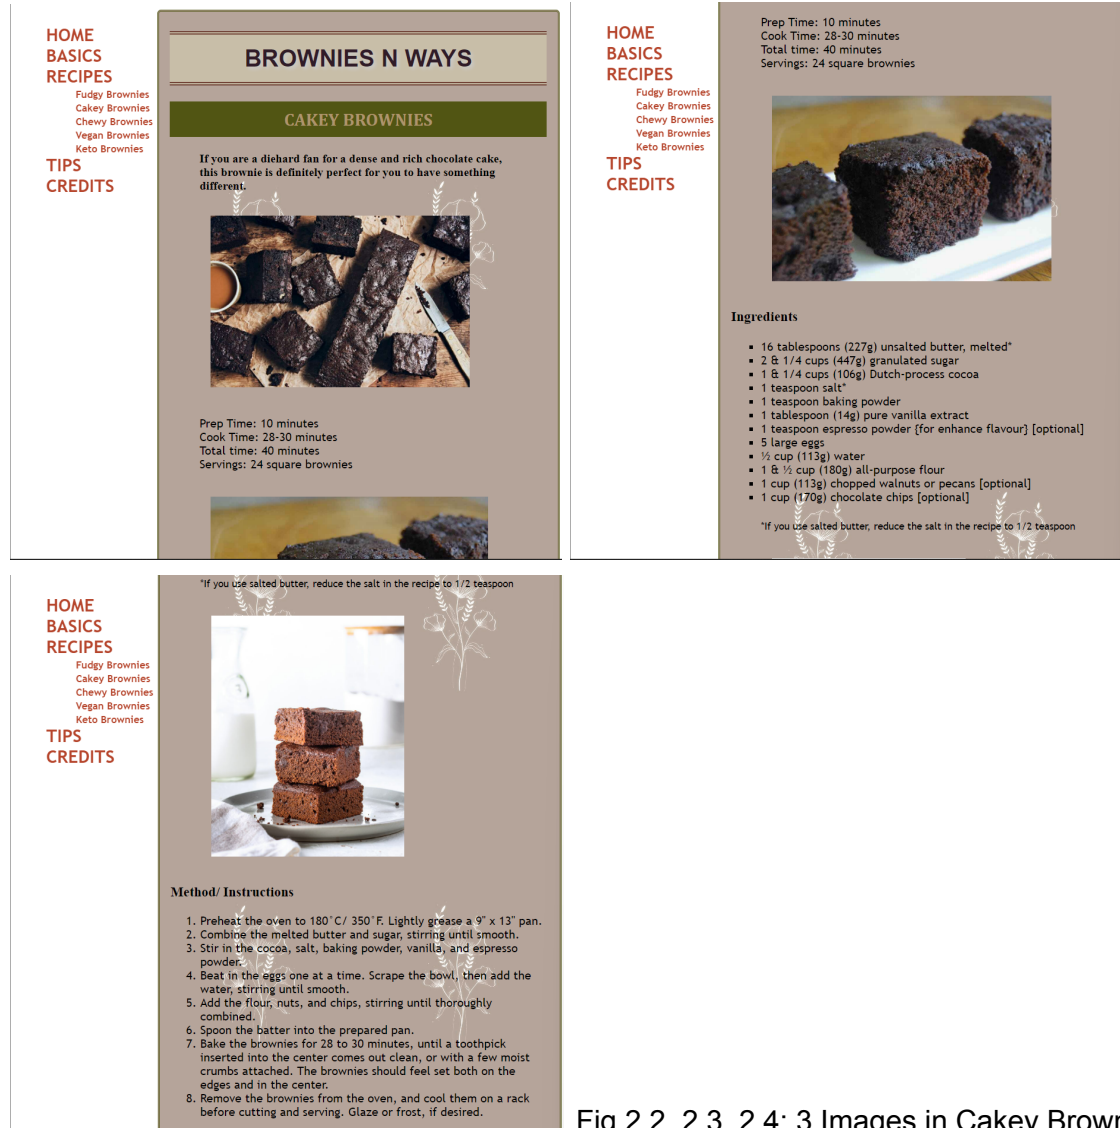 HOME
BASICS
RECIPES
Fudgy Brownies
Cakey Brownies
Chewy Brownies
Vegan Brownies
Keto Brownies
TIPS
CREDITS
BROWNIES N WAYS
CAKEY BROWNIES
If you are a diehard fan for a dense and rich chocolate cake,
this brownie is definitely perfect for you to have something
different.
Prep Time: 10 minutes
Cook Time: 28-30 minutes
Total time: 40 minutes
Servings: 24 square brownies
HOME
BASICS
RECIPES
Fudgy Brownies
Cakey Brownies
Chewy Brownies
Vegan Brownies
Keto Brownies
TIPS
CREDITS
Prep Time: 10 minutes
Cook Time: 28-30 minutes
Total time: 40 minutes
Servings: 24 square brownies
Ingredients
▪ 16 tablespoons (227g) unsalted butter, melted*
▪ 2 & 1/4 cups (447g) granulated sugar
▪ 1 & 1/4 cups (106g) Dutch-process cocoa
▪ 1 teaspoon salt*
▪ 1 teaspoon baking powder
▪ 1 tablespoon (14g) pure vanilla extract
▪ 1 teaspoon espresso powder {for enhance flavour} [optional]
▪ 5 large eggs
▪ ½ cup (113g) water
▪ 1 & ½ cup (180g) all-purpose flour
▪ 1 cup (113g) chopped walnuts or pecans [optional]
▪ 1 cup (170g) chocolate chips [optional]
*If you use salted butter, reduce the salt in the recipe to 1/2 teaspoon
HOME
BASICS
RECIPES
Fudgy Brownies
Cakey Brownies
Chewy Brownies
Vegan Brownies
Keto Brownies
TIPS
CREDITS
*If you use salted butter, reduce the salt in the recipe to 1/2 teaspoon
Method/ Instructions
1. Preheat the oven to 180°C/ 350°F. Lightly grease a 9" x 13" pan.
2. Combine the melted butter and sugar, stirring until smooth.
3. Stir in the cocoa, salt, baking powder, vanilla, and espresso
powder.
4. Beat in the eggs one at a time. Scrape the bowl, then add the
water, stirring until smooth.
5. Add the flour, nuts, and chips, stirring until thoroughly
combined.
6. Spoon the batter into the prepared pan.
7. Bake the brownies for 28 to 30 minutes, until a toothpick
inserted into the center comes out clean, or with a few moist
crumbs attached. The brownies should feel set both on the
edges and in the center.
8. Remove the brownies from the oven, and cool them on a rack
before cutting and serving. Glaze or frost, if desired.
Fig 2.2, 2.3, 2.4: 3 Images in Cakey